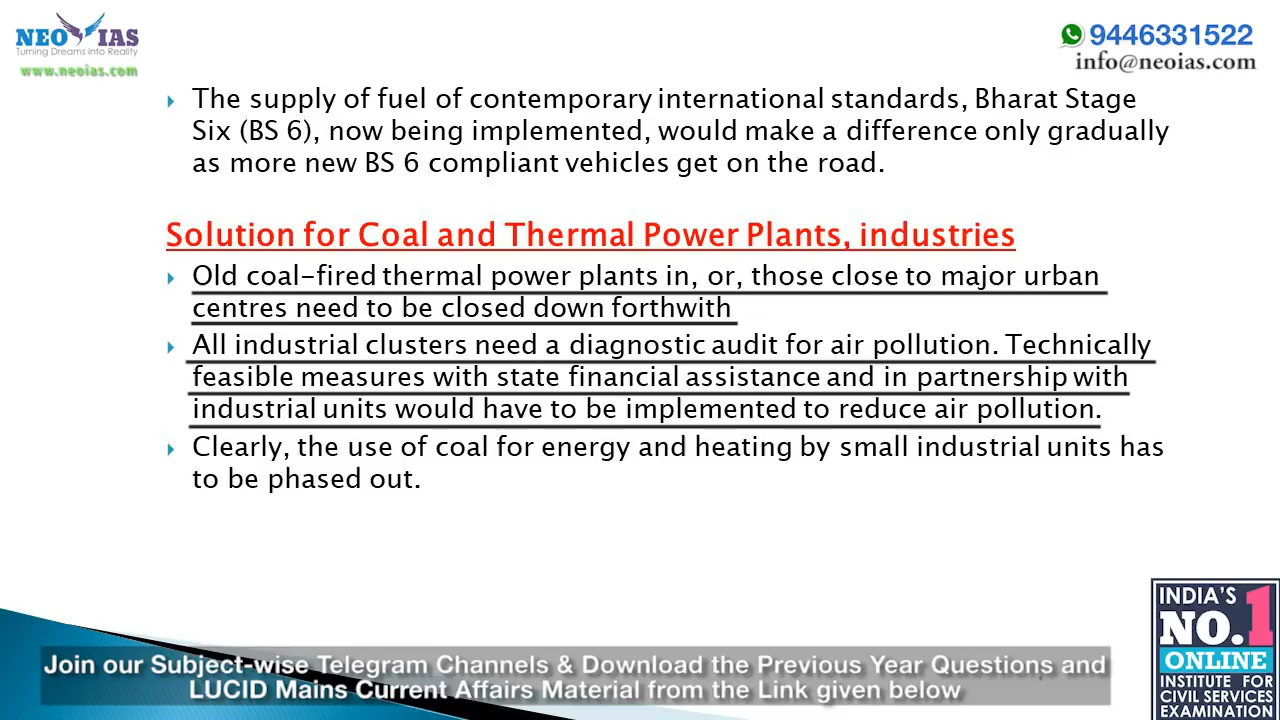 NEO IAS
Turning Dreams into Reality
www.neoias.com
9446331522
info@neoias.com
The supply of fuel of contemporary international standards, Bharat Stage
Six (BS 6), now being implemented, would make a difference only gradually
as more new BS 6 compliant vehicles get on the road.
Solution for Coal and Thermal Power Plants, industries
Old coal-fired thermal power plants in, or, those close to major urban
centres need to be closed down forthwith
All industrial clusters need a diagnostic audit for air pollution. Technically
feasible measures with state financial assistance and in partnership with
industrial units would have to be implemented to reduce air pollution.
Clearly, the use of coal for energy and heating by small industrial units has
to be phased out.
INDIA'S
NO.1
ONLINE
INSTITUTE FOR
CIVIL SERVICES
EXAMINATION
Join our Subject-wise Telegram Channels & Download the Previous Year Questions and
LUCID Mains Current Affairs Material from the Link given below